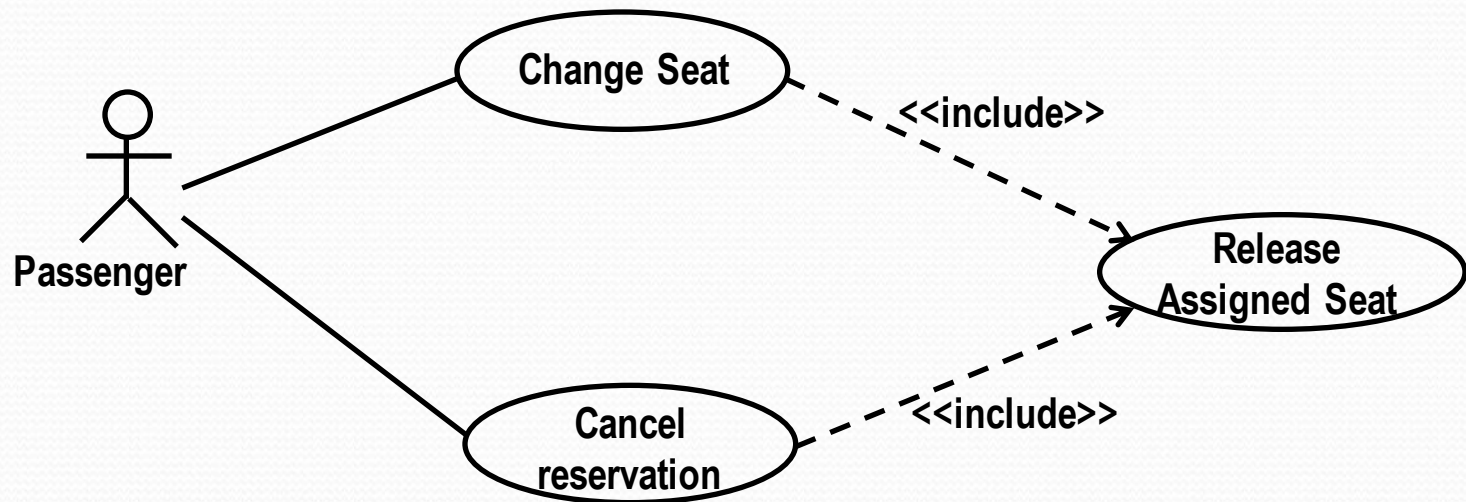 Change Seat
<<include>>
Passenger
Release
Assigned Seat
<<include>>
Cancel
reservation